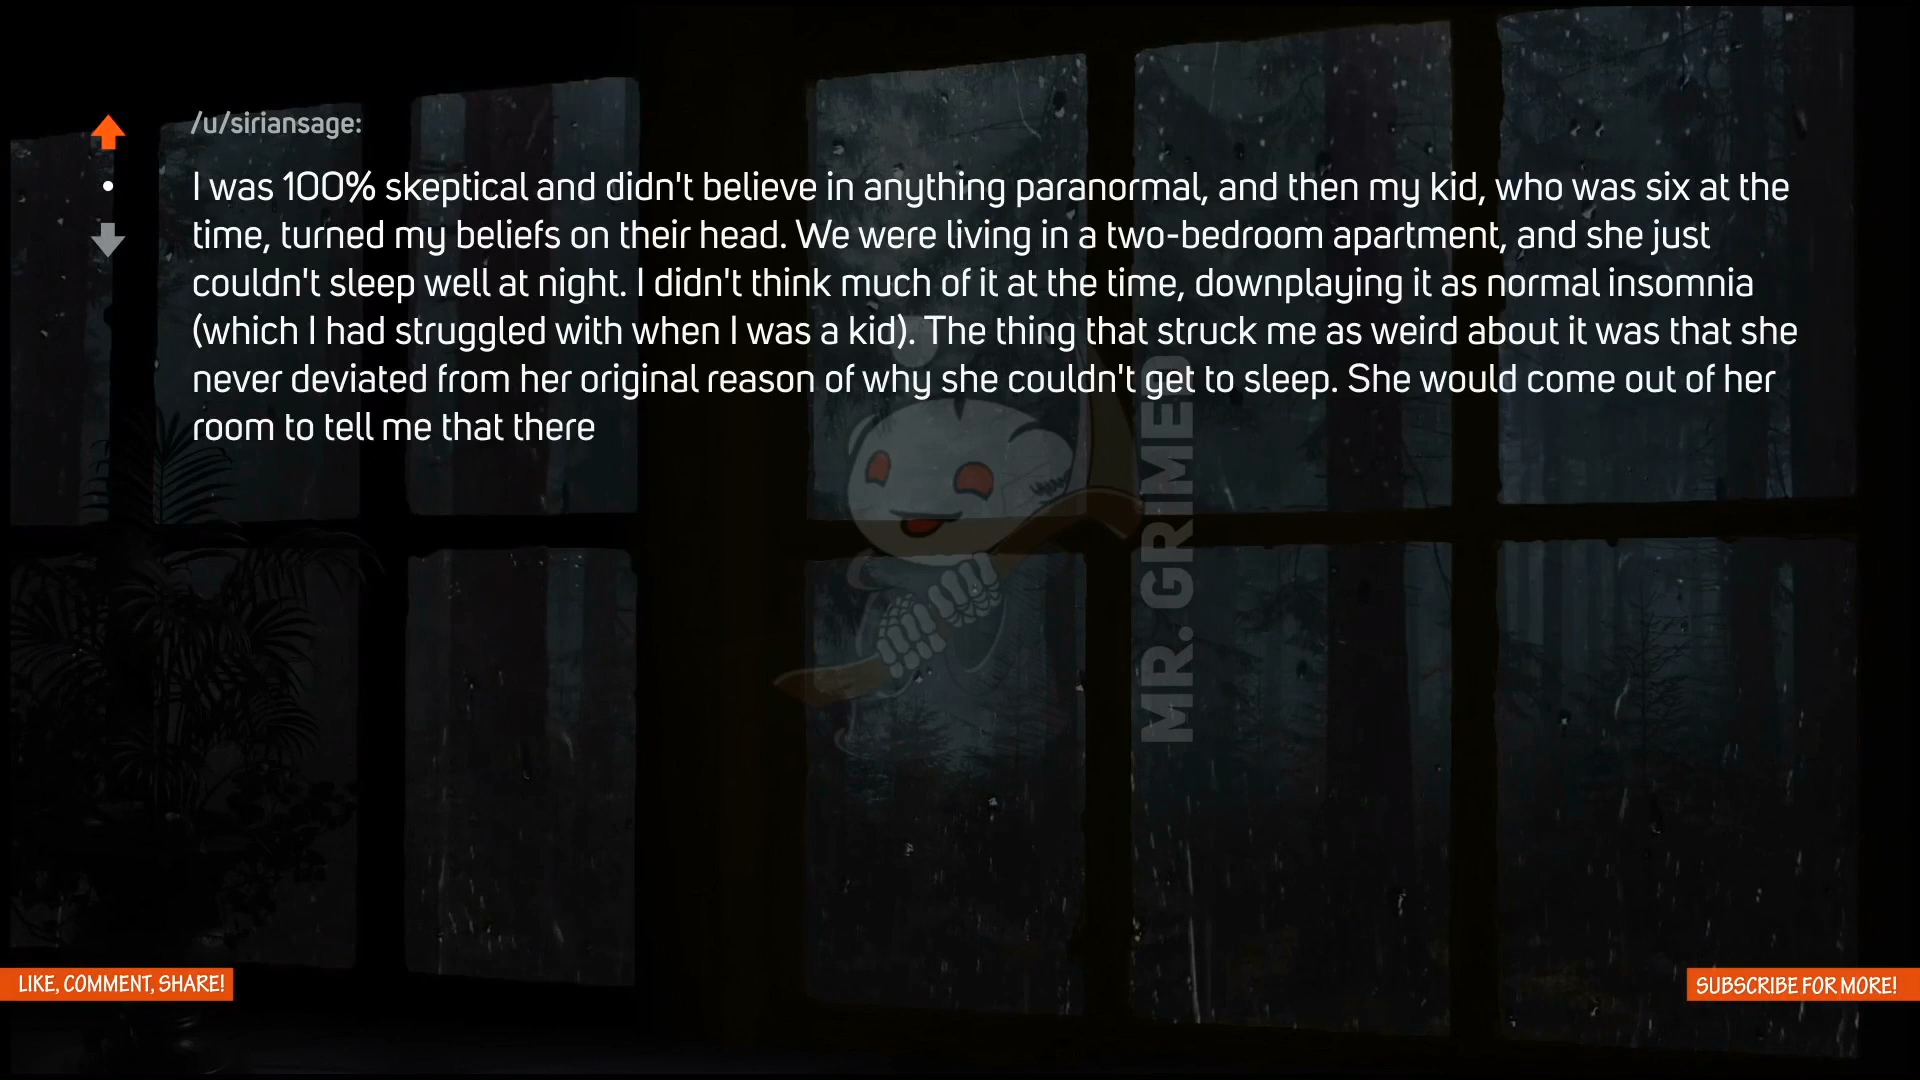 /u/siriansage:
I was 100% skeptical and didn't believe in anything paranormal, and then my kid, who was six at the
time, turned my beliefs on their head. We were living in a two-bedroom apartment, and she just
couldn't sleep well at night. I didn't think much of it at the time, downplaying it as normal insomnia
(which I had struggled with when I was a kid). The thing that struck me as weird about it was that she
never deviated from her original reason of why she couldn't get to sleep. She would come out of her
room to tell me that there
MR. GRIMER
LIKE, COMMENT, SHARE!
SUBSCRIBE FOR MORE!